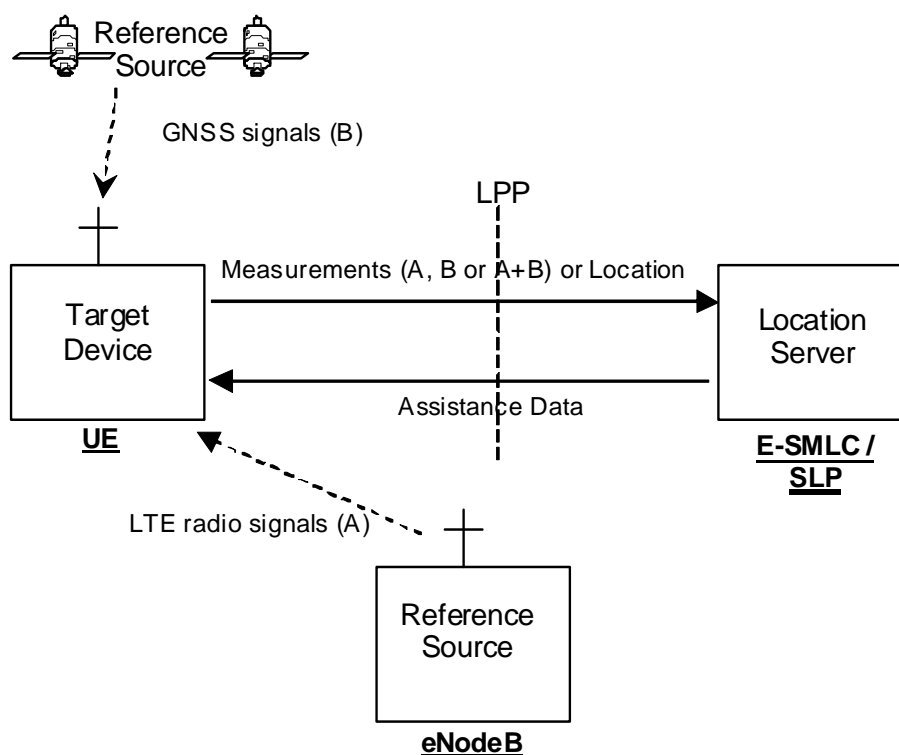 Reference
Source
GNSS signals (B)
LPP
Measurements (A, B or A+B) or Location
Target
Device
Location
Server
Assistance Data
UE
E-SMLC /
SLP
LTE radio signals (A)
Reference
Source
eNodeB